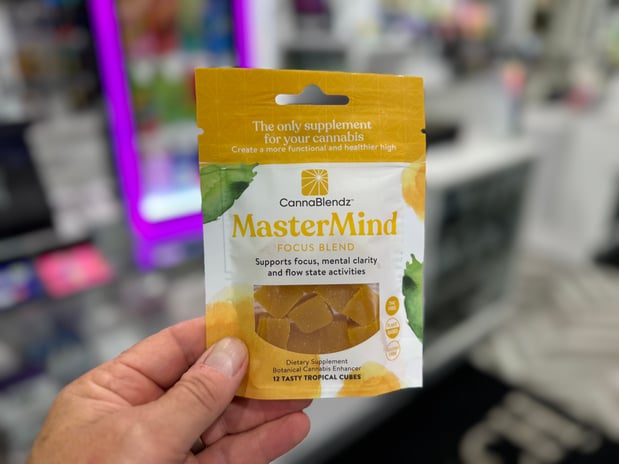 The only supplement
for your cannabis
Create a more functional and healthier high
CannaBlendz™
MasterMind
FOCUS BLEND
Supports focus, mental clarity
and flow state activities
Dietary Supplement
Botanical Cannabis Enhancer
12 TASTY TROPICAL CUBES